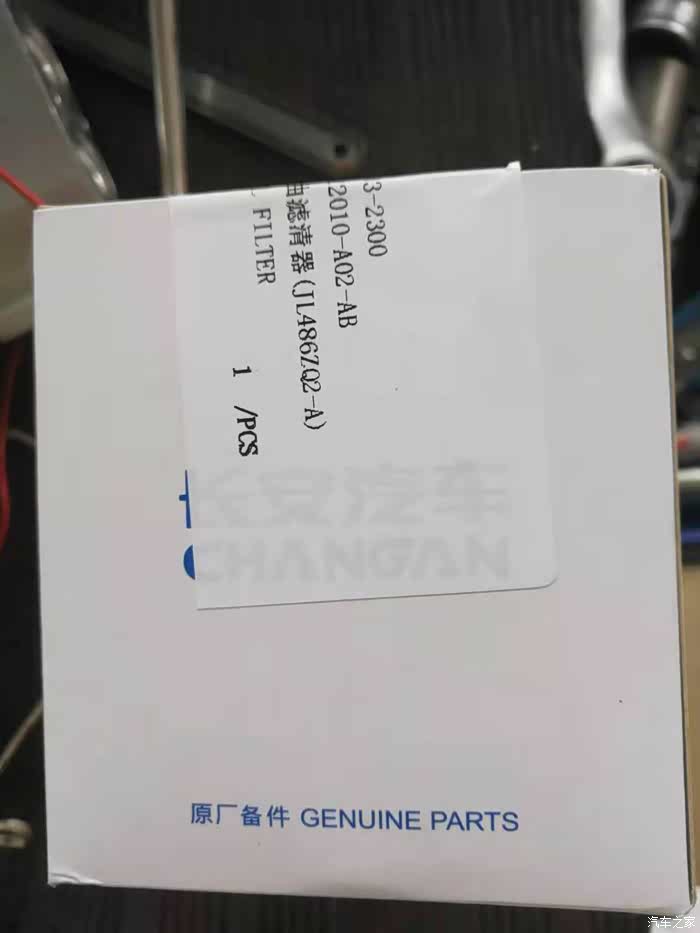 3-2300
2010-A02-AB
油滤清器(JL486ZQ2-A)
FILTER
1 /PCS
长安汽车
CHANGAN
原厂备件 GENUINE PARTS
汽车之家